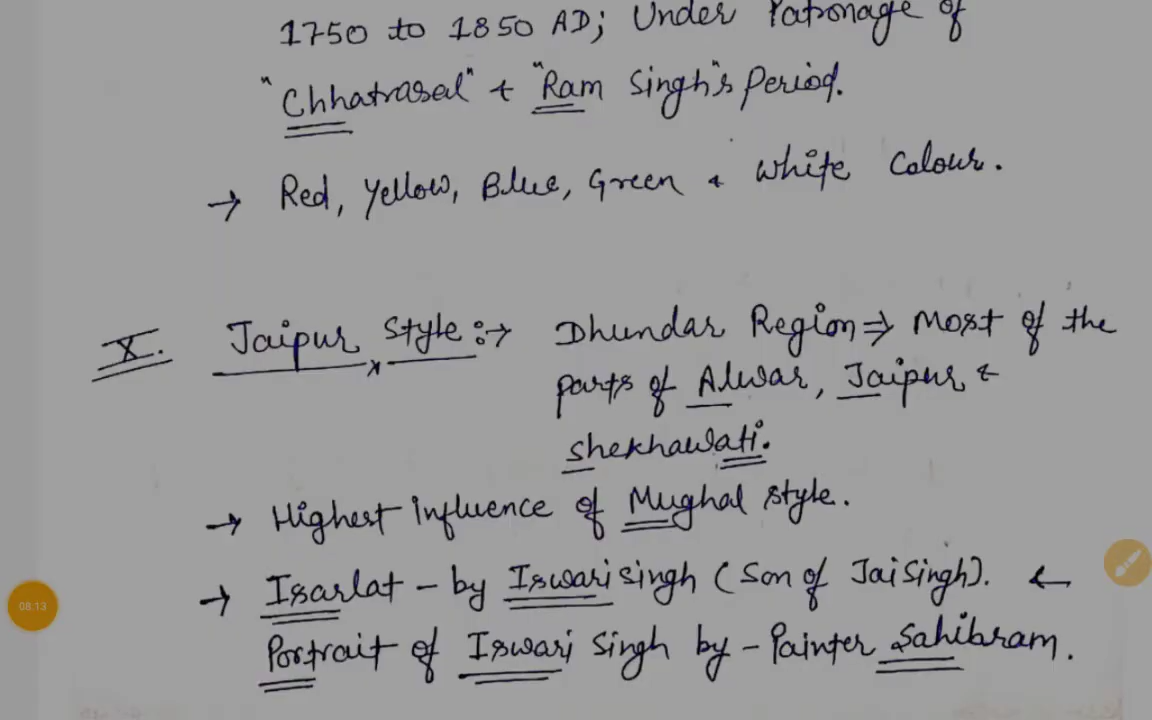 1750 to 1850 AD; Under Patronage of
"Chhatrasal" + "Ram Singh"s Period.
→ Red, Yellow, Blue, Green & White Colour.
X. Jaipur Style :→ Dhundar Region ⇒ Most of the
parts of Alwar, Jaipur &
Shekhawati.
→ Highest Influence of Mughal Style.
→ Isarlat – by Iswari Singh (Son of Jai Singh). ←
Portrait of Iswari Singh by – Painter Sahibram.
08:13